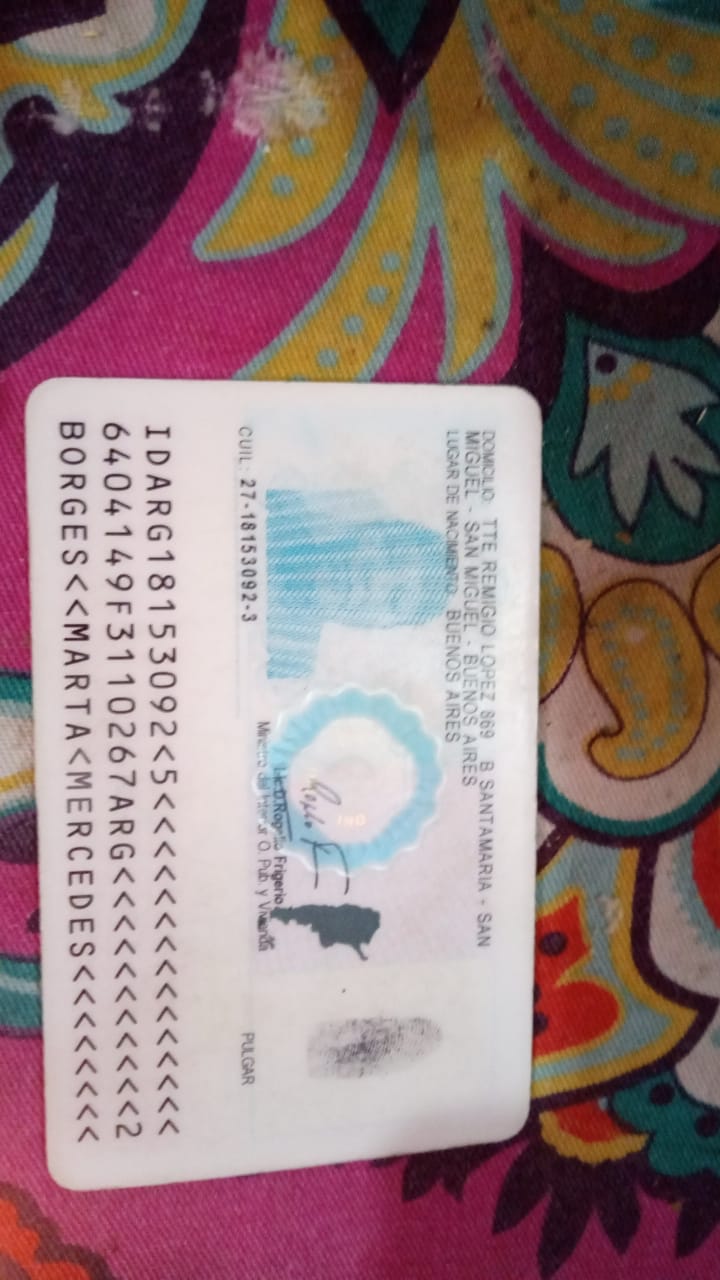 DOMICILIO: TTE REMIGIO LOPEZ 869 B SANTAMARIA - SAN
MIGUEL - SAN MIGUEL - BUENOS AIRES
LUGAR DE NACIMIENTO: BUENOS AIRES
Lic. D. Rogelio Frigerio
Ministro del Interior O. Pub. y Vivienda
CUIL: 27-18153092-3
PULGAR
IDARG18153092<5<<<<<<<<<<<<<<<
6404149F3110267ARG<<<<<<<<<<<2
BORGES<<MARTA<MERCEDES<<<<<<<<